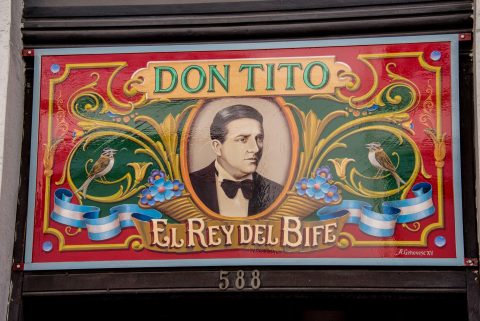 DON TITO
EL REY DEL BIFE
588